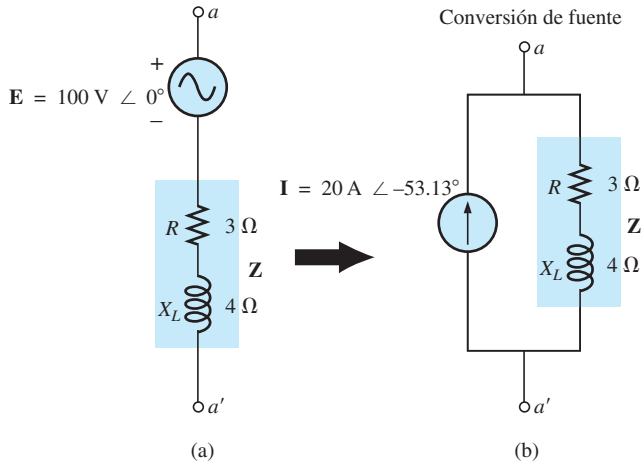 a
+
E = 100 V ∠ 0°
–
R 3 Ω
Z
X_L 4 Ω
a'
(a)
Conversión de fuente
a
I = 20 A ∠ –53.13°
R 3 Ω
Z
X_L 4 Ω
a'
(b)